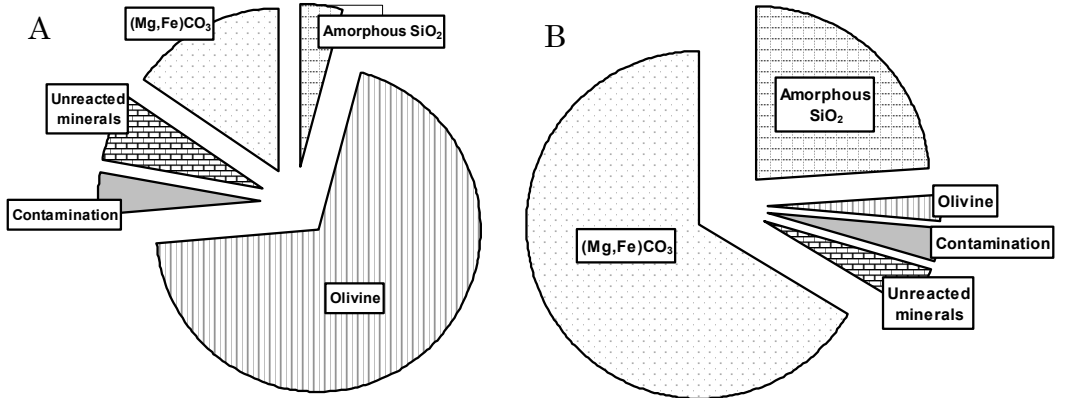 A
(Mg,Fe)CO₃
Amorphous SiO₂
Unreacted
minerals
Contamination
Olivine
B
Amorphous
SiO₂
Olivine
Contamination
(Mg,Fe)CO₃
Unreacted
minerals